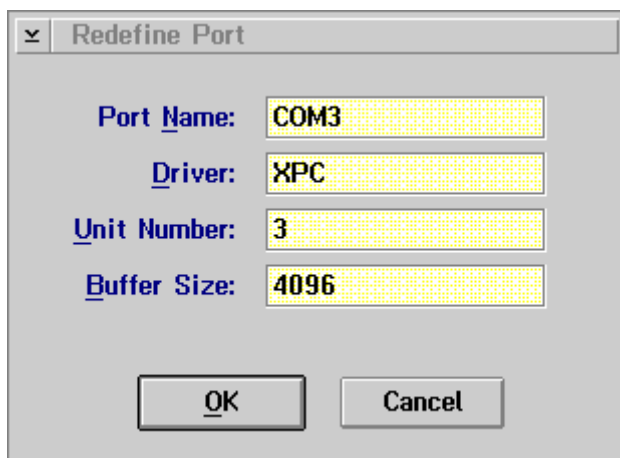 Redefine Port
Port Name: COM3
Driver: XPC
Unit Number: 3
Buffer Size: 4096
OK Cancel